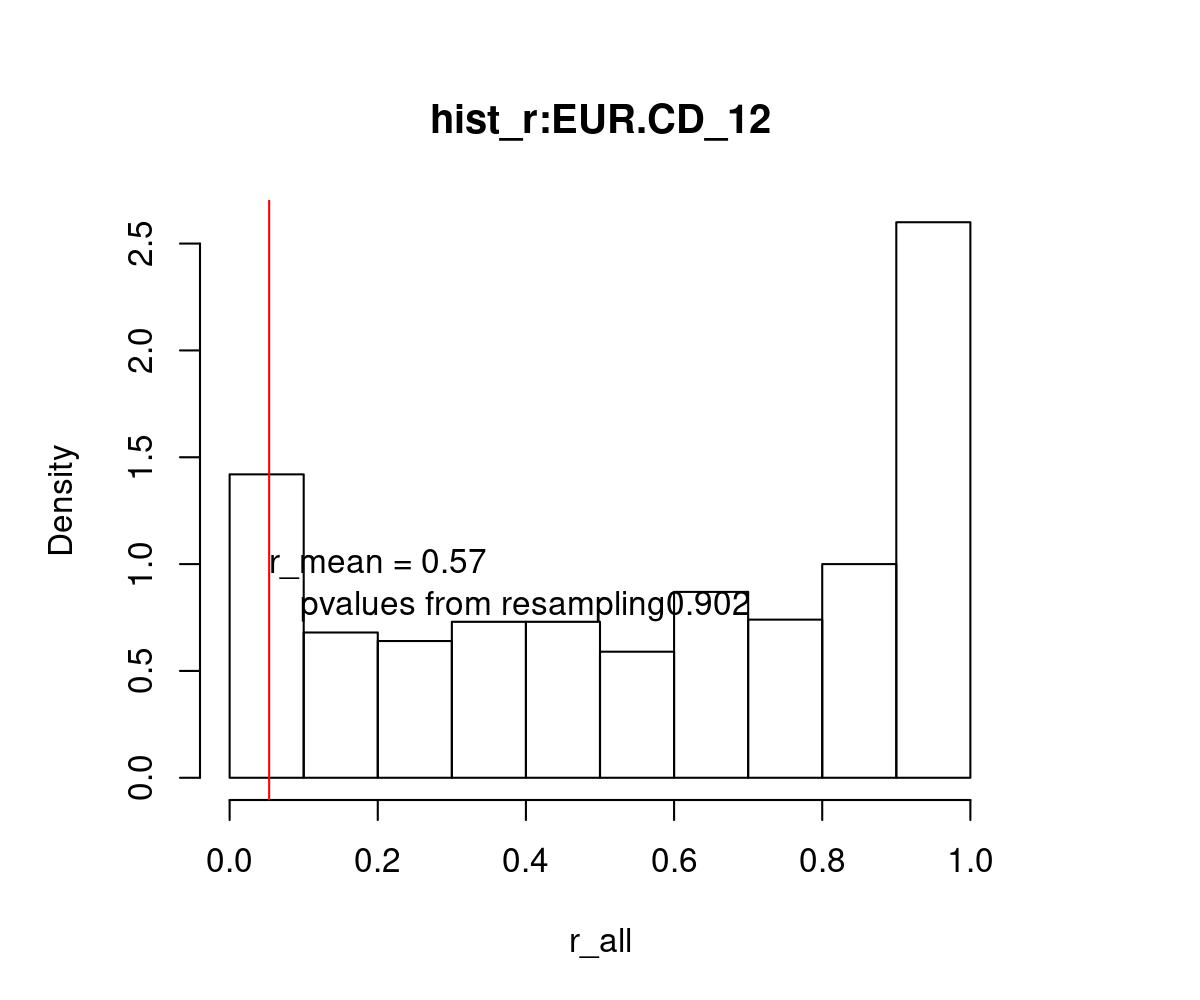 hist_r:EUR.CD_12
Density
2.5
2.0
1.5
1.0
0.5
0.0
r_mean = 0.57
pvalues from resampling0.902
0.0 0.2 0.4 0.6 0.8 1.0
r_all